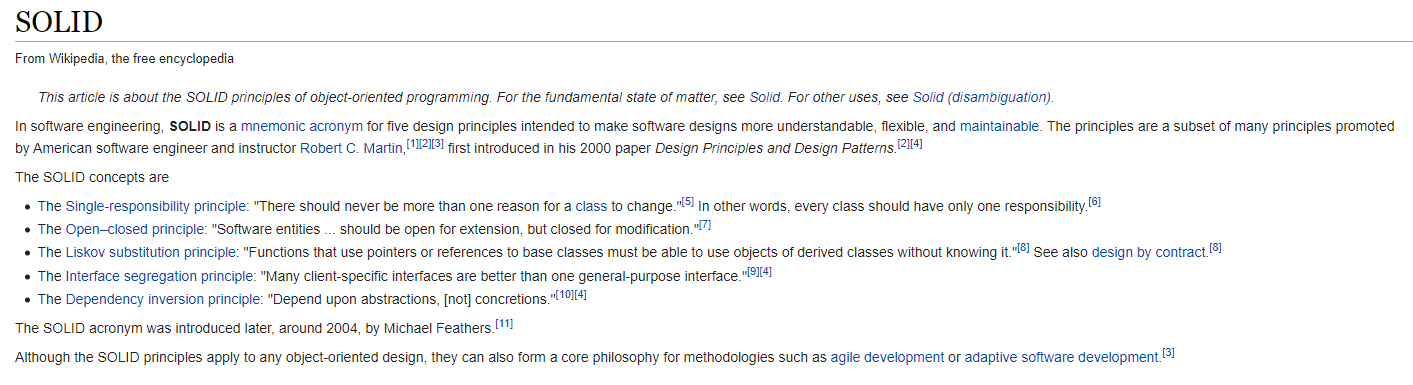 SOLID
From Wikipedia, the free encyclopedia
This article is about the SOLID principles of object-oriented programming. For the fundamental state of matter, see Solid. For other uses, see Solid (disambiguation).
In software engineering, SOLID is a mnemonic acronym for five design principles intended to make software designs more understandable, flexible, and maintainable. The principles are a subset of many principles promoted
by American software engineer and instructor Robert C. Martin,[1][2][3] first introduced in his 2000 paper Design Principles and Design Patterns.[2][4]
The SOLID concepts are
• The Single-responsibility principle: "There should never be more than one reason for a class to change."[5] In other words, every class should have only one responsibility.[6]
• The Open–closed principle: "Software entities ... should be open for extension, but closed for modification."[7]
• The Liskov substitution principle: "Functions that use pointers or references to base classes must be able to use objects of derived classes without knowing it."[8] See also design by contract.[8]
• The Interface segregation principle: "Many client-specific interfaces are better than one general-purpose interface."[9][4]
• The Dependency inversion principle: "Depend upon abstractions, [not] concretions."[10][4]
The SOLID acronym was introduced later, around 2004, by Michael Feathers.[11]
Although the SOLID principles apply to any object-oriented design, they can also form a core philosophy for methodologies such as agile development or adaptive software development.[3]